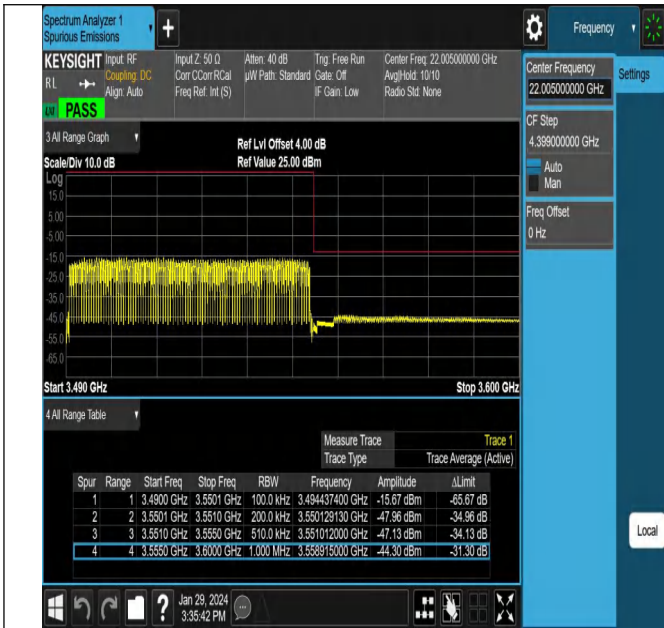 Spectrum Analyzer 1
Spurious Emissions
Frequency
KEYSIGHT
RL
PASS
Input: RF
Coupling: DC
Align: Auto
Input Z: 50 Ω
Corr CCorr RCal
Freq Ref: Int (S)
Atten: 40 dB
µW Path: Standard
Trig: Free Run
Gate: Off
IF Gain: Low
Center Freq: 22.005000000 GHz
Avg|Hold: 10/10
Radio Std: None
Center Frequency
22.005000000 GHz
Settings
CF Step
4.399000000 GHz
Auto
Man
Freq Offset
0 Hz
3 All Range Graph
Scale/Div 10.0 dB
Ref Lvl Offset 4.00 dB
Ref Value 25.00 dBm
Log
15.0
5.00
-5.00
-15.0
-25.0
-35.0
-45.0
-55.0
-65.0
Start 3.490 GHz
Stop 3.600 GHz
4 All Range Table
Measure Trace Trace 1
Trace Type Trace Average (Active)
Spur Range Start Freq Stop Freq RBW Frequency Amplitude ΔLimit
1 1 3.4900 GHz 3.5501 GHz 100.0 kHz 3.494437400 GHz -15.67 dBm -65.67 dB
2 2 3.5501 GHz 3.5510 GHz 200.0 kHz 3.550129130 GHz -47.96 dBm -34.96 dB
3 3 3.5510 GHz 3.5550 GHz 510.0 kHz 3.551012000 GHz -47.13 dBm -34.13 dB
4 4 3.5550 GHz 3.6000 GHz 1.000 MHz 3.558915000 GHz -44.30 dBm -31.30 dB
Local
?
Jan 29, 2024
3:35:42 PM